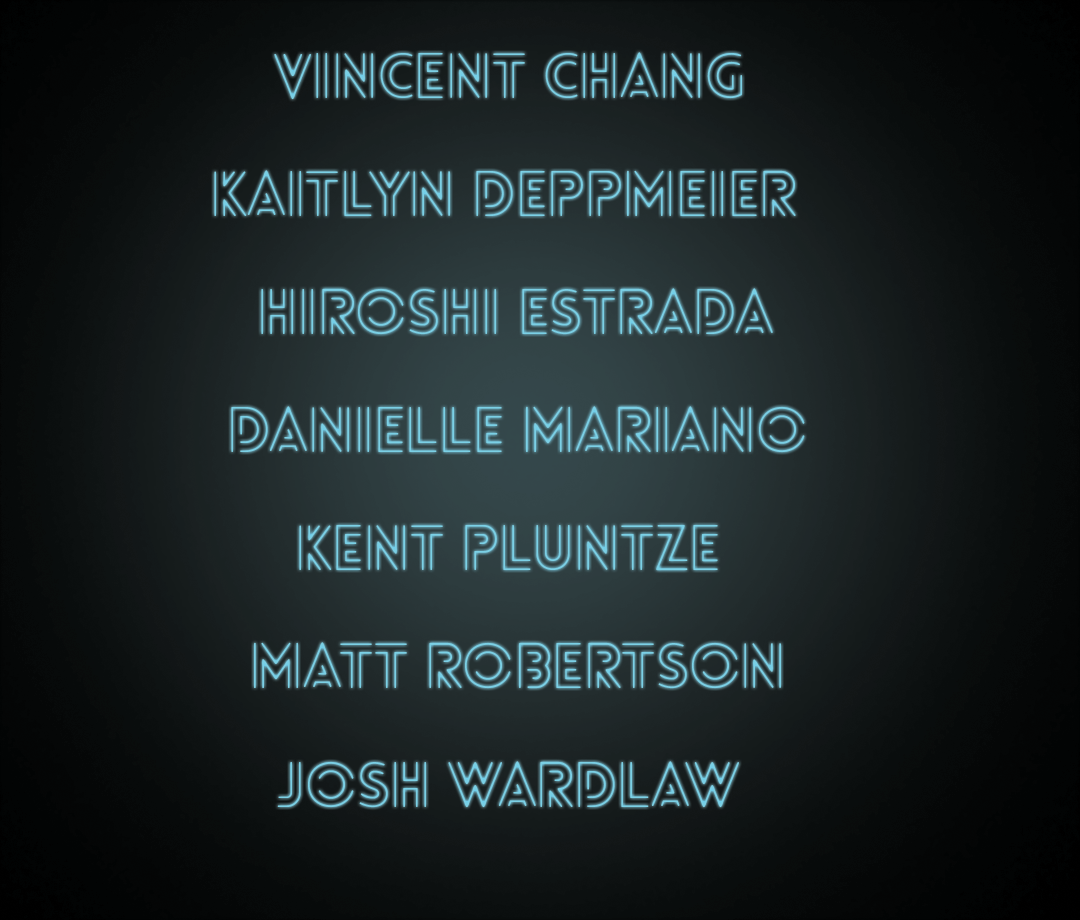 VINCENT CHANG
KAITLYN DEPPMEIER
HIROSHI ESTRADA
DANIELLE MARIANO
KENT PLUNTZE
MATT ROBERTSON
JOSH WARDLAW